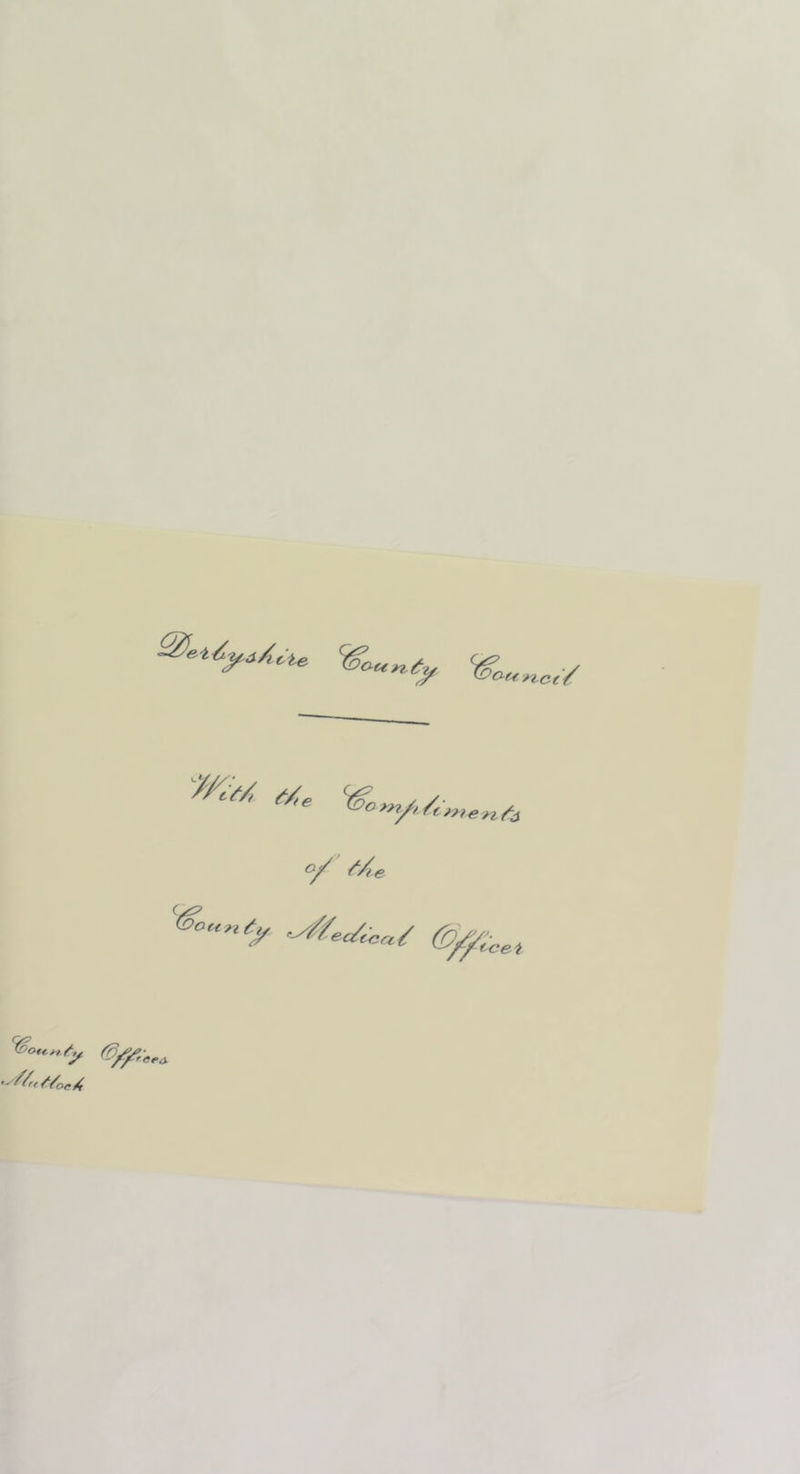 Derbyshire County Council
With the Compliments
of the
County Medical Officer
County Offices
Matlock